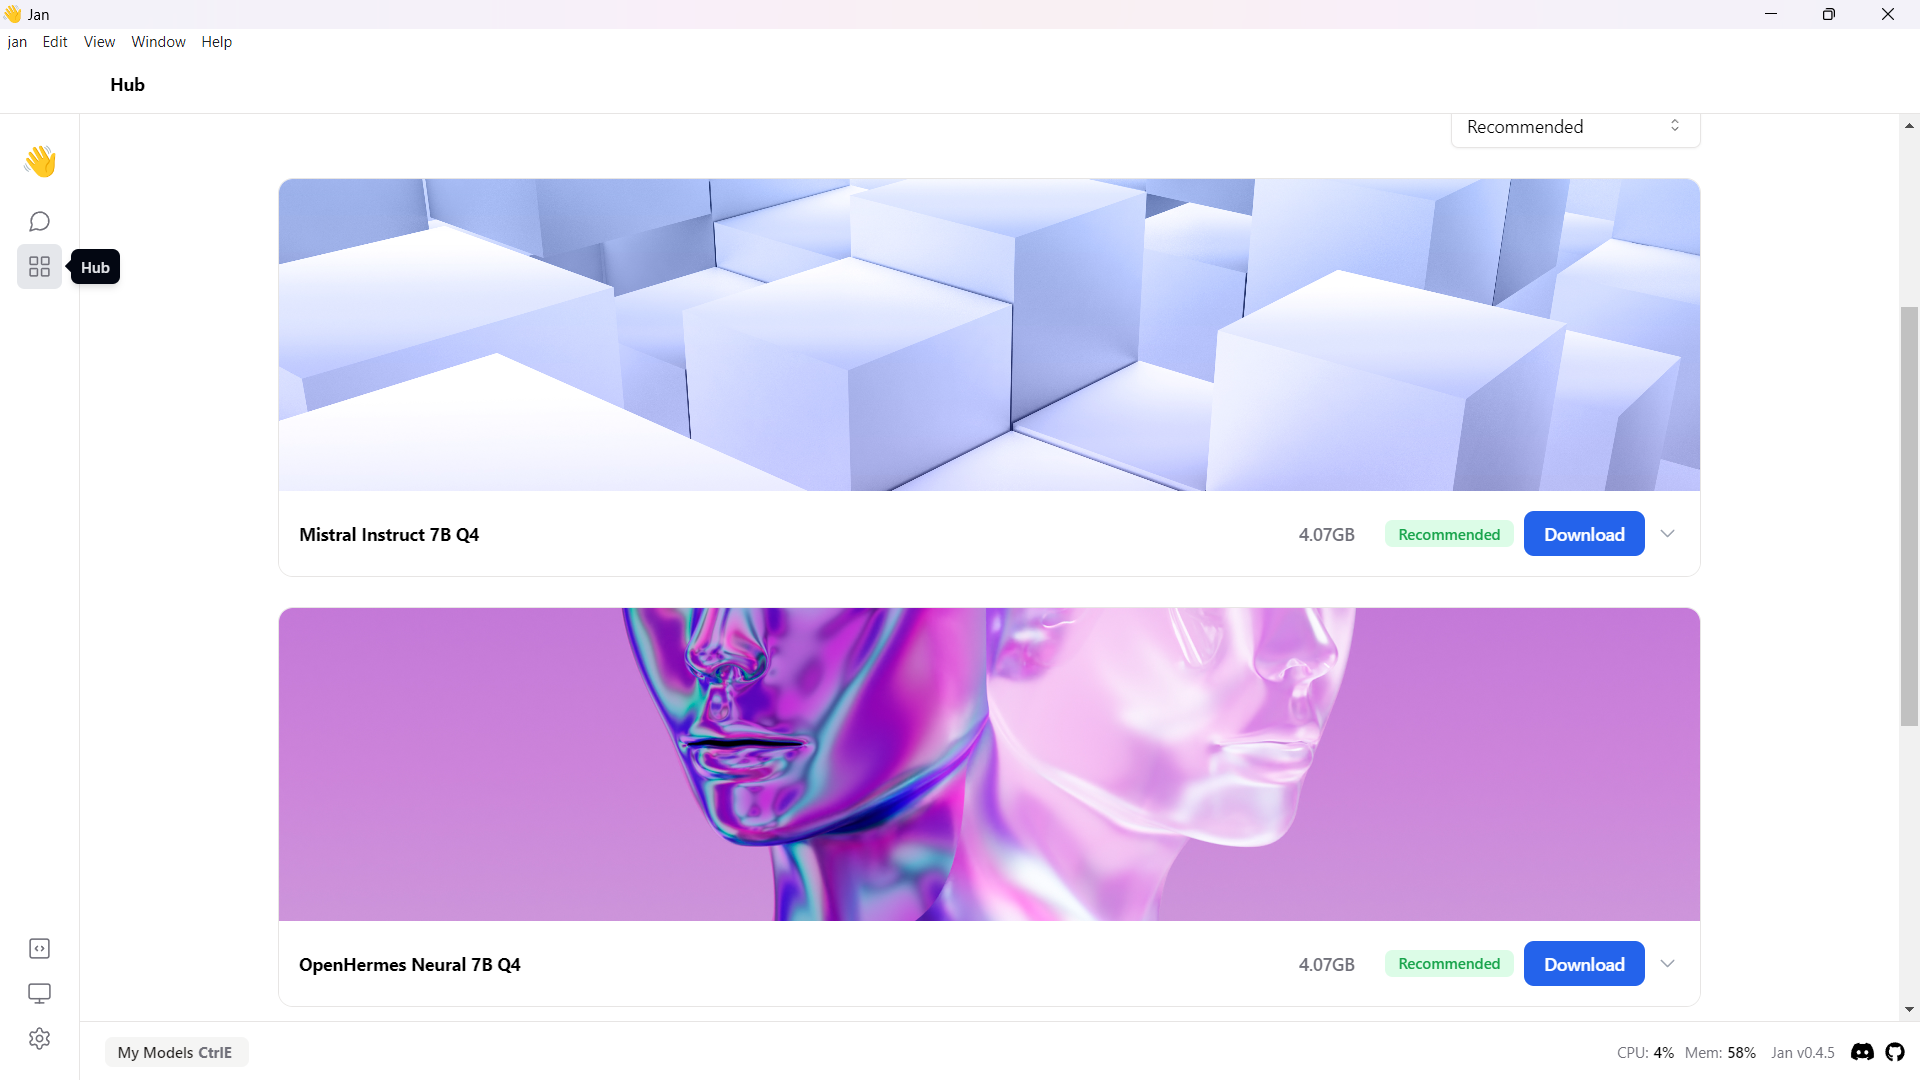 Jan
jan Edit View Window Help
Hub
Recommended
Hub
Mistral Instruct 7B Q4 4.07GB Recommended Download
OpenHermes Neural 7B Q4 4.07GB Recommended Download
My Models CtrlE CPU: 4% Mem: 58% Jan v0.4.5